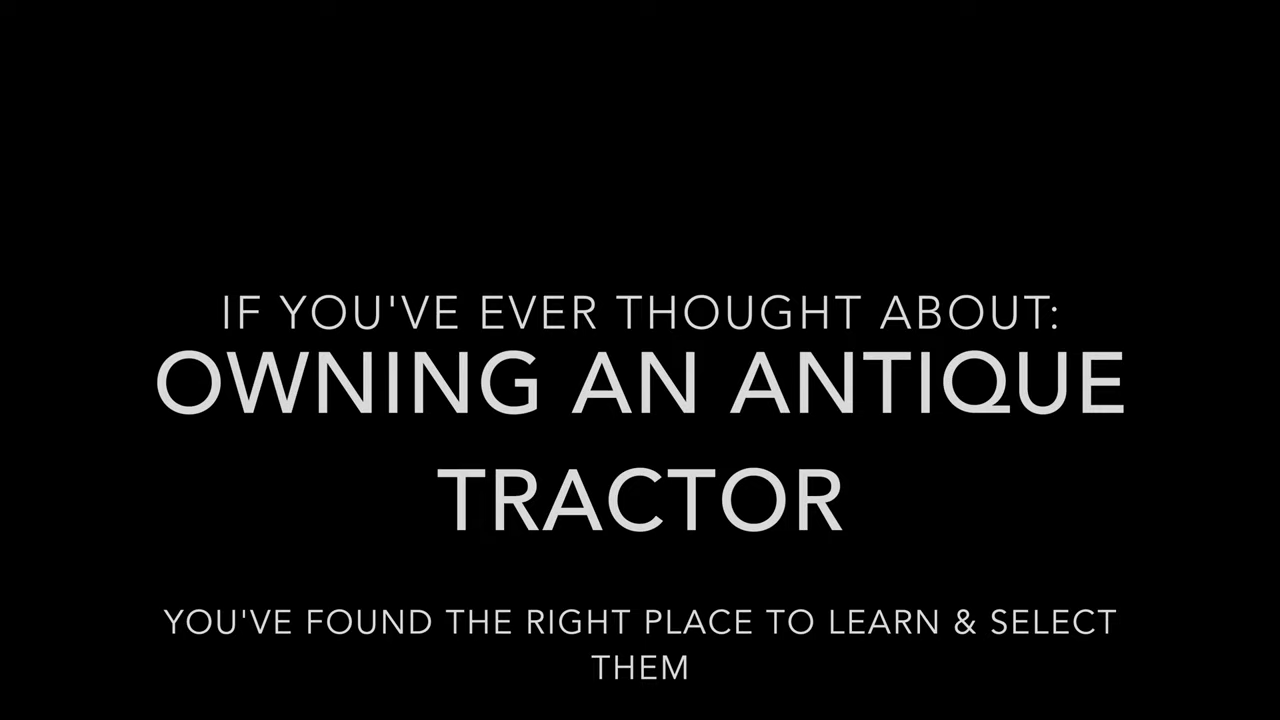 IF YOU'VE EVER THOUGHT ABOUT:
OWNING AN ANTIQUE
TRACTOR
YOU'VE FOUND THE RIGHT PLACE TO LEARN & SELECT
THEM